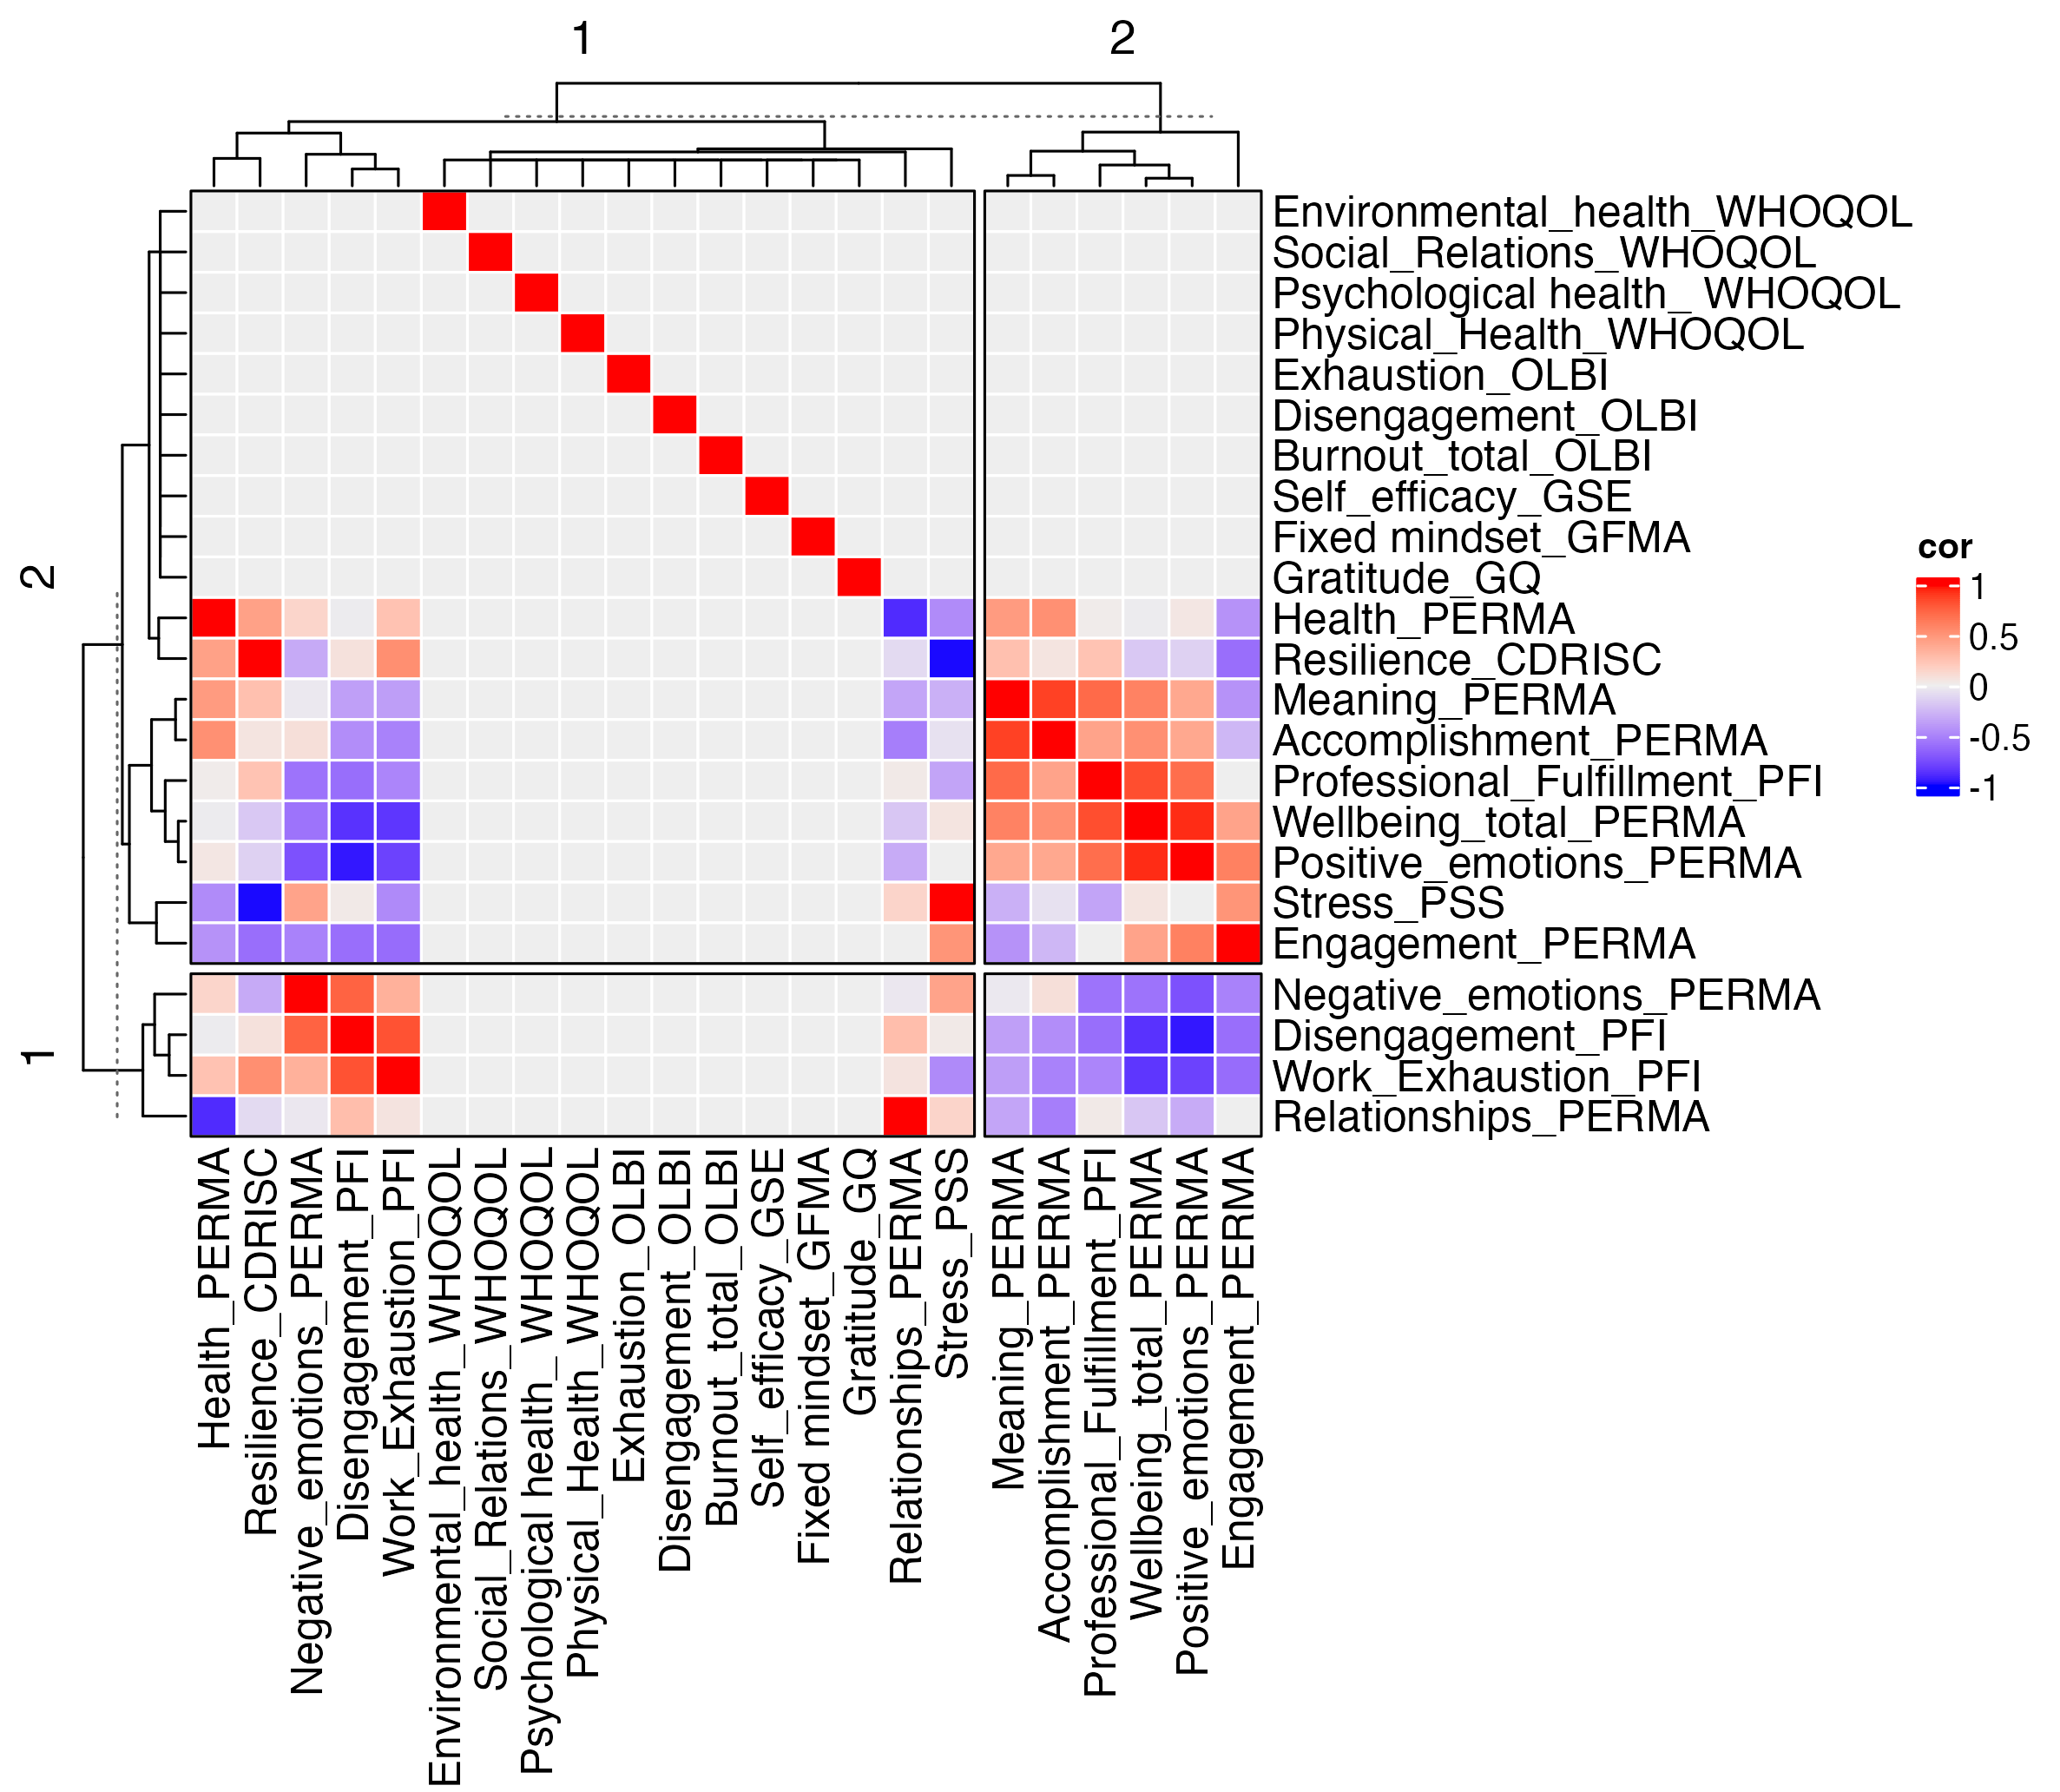 1
2
2
1
Environmental_health_WHOQOL
Social_Relations_WHOQOL
Psychological health_ WHOQOL
Physical_Health_WHOQOL
Exhaustion_OLBI
Disengagement_OLBI
Burnout_total_OLBI
Self_efficacy_GSE
Fixed mindset_GFMA
Gratitude_GQ
Health_PERMA
Resilience_CDRISC
Meaning_PERMA
Accomplishment_PERMA
Professional_Fulfillment_PFI
Wellbeing_total_PERMA
Positive_emotions_PERMA
Stress_PSS
Engagement_PERMA
Negative_emotions_PERMA
Disengagement_PFI
Work_Exhaustion_PFI
Relationships_PERMA
cor
1
0.5
0
-0.5
-1
Health_PERMA
Resilience_CDRISC
Negative_emotions_PERMA
Disengagement_PFI
Work_Exhaustion_PFI
Environmental_health_WHOQOL
Social_Relations_WHOQOL
Psychological health_ WHOQOL
Physical_Health_WHOQOL
Exhaustion_OLBI
Disengagement_OLBI
Burnout_total_OLBI
Self_efficacy_GSE
Fixed mindset_GFMA
Gratitude_GQ
Relationships_PERMA
Stress_PSS
Meaning_PERMA
Accomplishment_PERMA
Professional_Fulfillment_PFI
Wellbeing_total_PERMA
Positive_emotions_PERMA
Engagement_PERMA